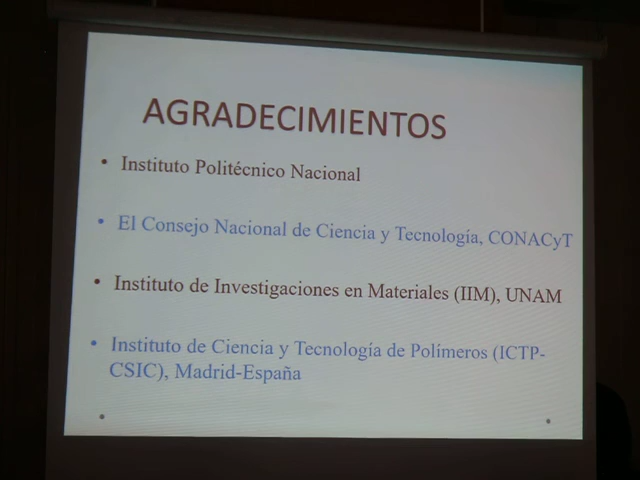 AGRADECIMIENTOS
• Instituto Politécnico Nacional
• El Consejo Nacional de Ciencia y Tecnología, CONACyT
• Instituto de Investigaciones en Materiales (IIM), UNAM
• Instituto de Ciencia y Tecnología de Polímeros (ICTP-
CSIC), Madrid-España